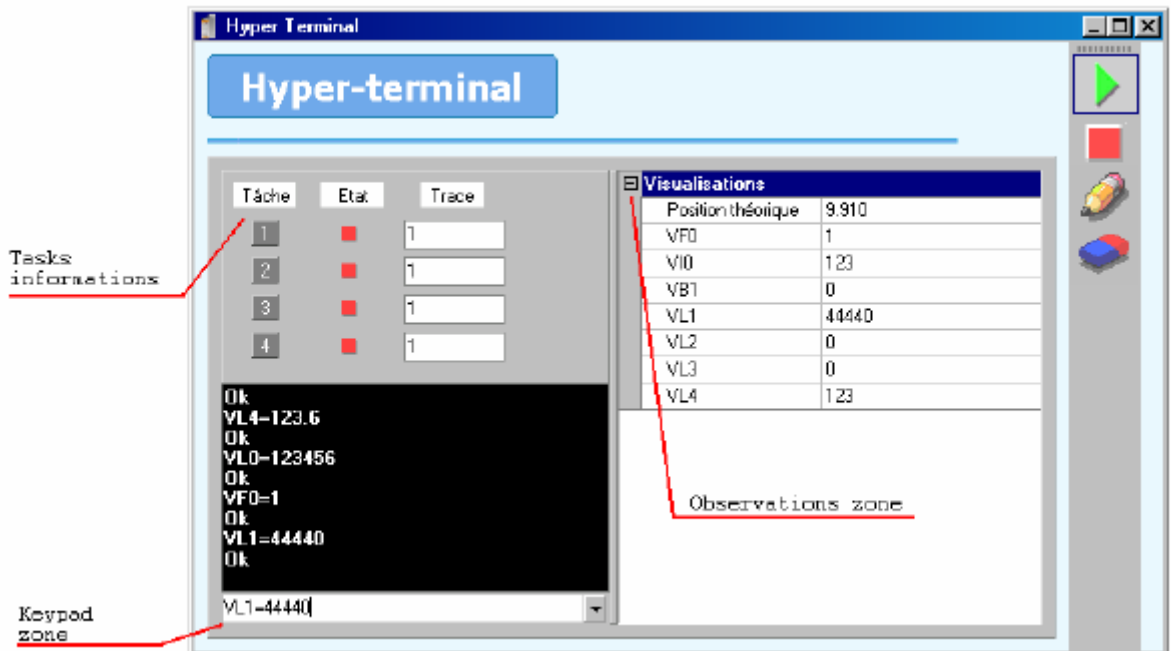 Hyper Terminal
Hyper-terminal
Tâche Etat Trace
1 1
2 1
3 1
4 1
Visualisations
Position théorique 9.910
VF0 1
VI0 123
VB1 0
VL1 44440
VL2 0
VL3 0
VL4 123
Tasks
informations
Ok
VL4=123.6
Ok
VL0=123456
Ok
VF0=1
Ok
VL1=44440
Ok
Observations zone
VL1=44440
Keypad
zone